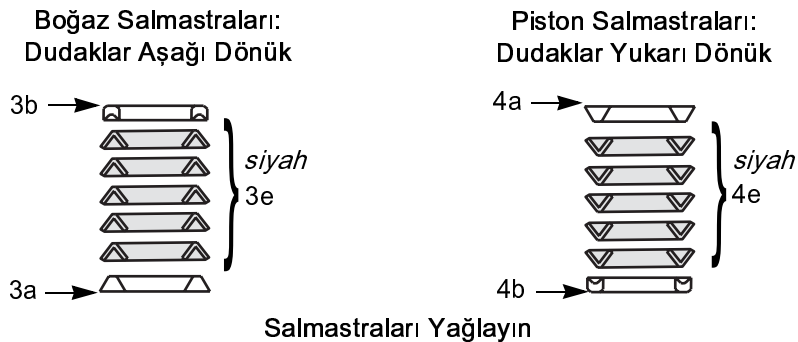 Boğaz Salmastraları:
Dudaklar Aşağı Dönük
3b
siyah
3e
3a
Piston Salmastraları:
Dudaklar Yukarı Dönük
4a
siyah
4e
4b
Salmastraları Yağlayın